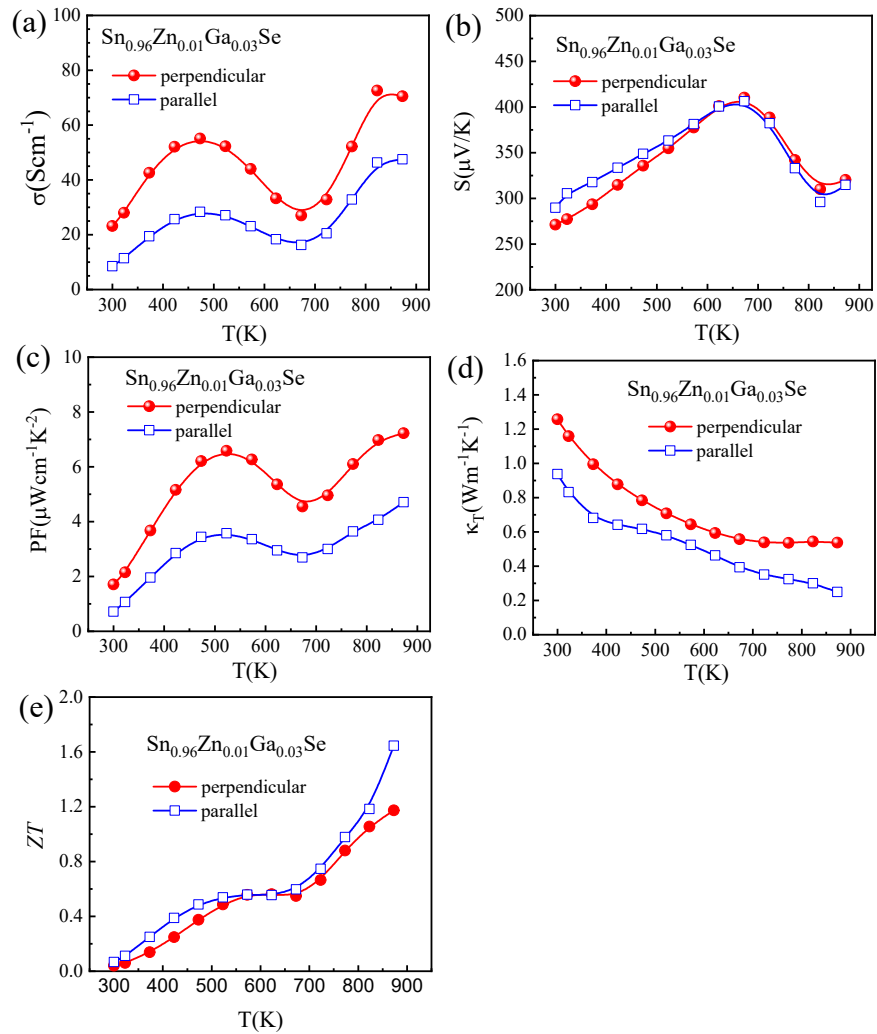 (a)
Sn0.96Zn0.01Ga0.03Se
perpendicular
parallel
σ(Scm-1)
100
80
60
40
20
0
300 400 500 600 700 800 900
T(K)
(b)
Sn0.96Zn0.01Ga0.03Se
perpendicular
parallel
S(μV/K)
500
450
400
350
300
250
200
300 400 500 600 700 800 900
T(K)
(c)
Sn0.96Zn0.01Ga0.03Se
perpendicular
parallel
PF(μWcm-1K-2)
10
8
6
4
2
0
300 400 500 600 700 800 900
T(K)
(d)
Sn0.96Zn0.01Ga0.03Se
perpendicular
parallel
κT(Wm-1K-1)
1.6
1.4
1.2
1.0
0.8
0.6
0.4
0.2
0.0
300 400 500 600 700 800 900
T(K)
(e)
Sn0.96Zn0.01Ga0.03Se
perpendicular
parallel
ZT
2.0
1.6
1.2
0.8
0.4
0.0
300 400 500 600 700 800 900
T(K)